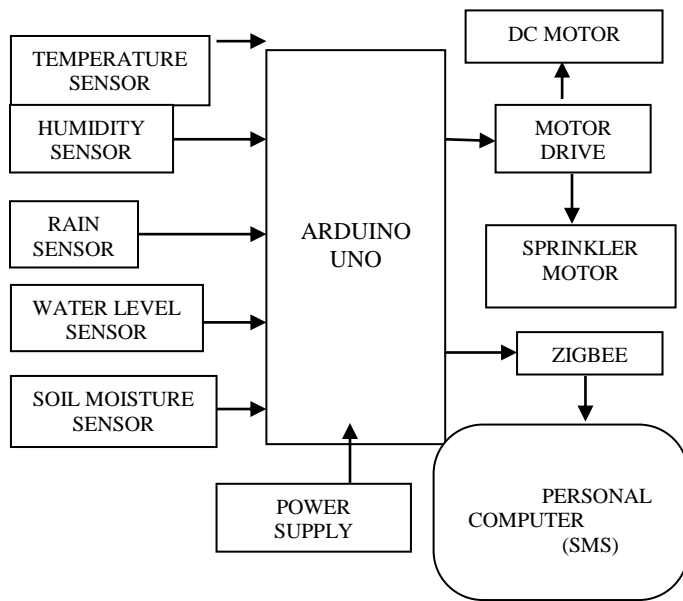 TEMPERATURE
SENSOR
HUMIDITY
SENSOR
RAIN
SENSOR
WATER LEVEL
SENSOR
SOIL MOISTURE
SENSOR
ARDUINO
UNO
POWER
SUPPLY
DC MOTOR
MOTOR
DRIVE
SPRINKLER
MOTOR
ZIGBEE
PERSONAL
COMPUTER
(SMS)